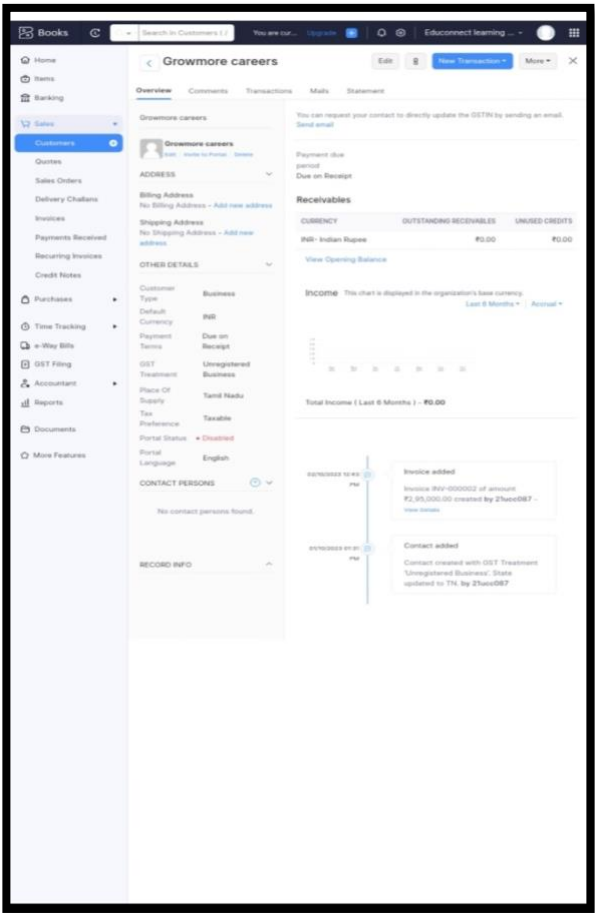 Books
Search in Customers ( /
You are cur...
Upgrade
Educonnect learning ...
Home
Items
Banking
Sales
Customers
Quotes
Sales Orders
Delivery Challans
Invoices
Payments Received
Recurring Invoices
Credit Notes
Purchases
Time Tracking
e-Way Bills
GST Filing
Accountant
Reports
Documents
More Features
Growmore careers
Edit
New Transaction
More
Overview
Comments
Transactions
Mails
Statement
Growmore careers
Growmore careers
Edit
Invite to Portal
Delete
ADDRESS
Billing Address
No Billing Address - Add new address
Shipping Address
No Shipping Address - Add new
address
OTHER DETAILS
Customer
Type
Business
Default
Currency
INR
Payment
Terms
Due on
Receipt
GST
Treatment
Unregistered
Business
Place Of
Supply
Tamil Nadu
Tax
Preference
Taxable
Portal Status
Disabled
Portal
Language
English
CONTACT PERSONS
No contact persons found.
RECORD INFO
You can request your contact to directly update the GSTIN by sending an email.
Send email
Payment due
period
Due on Receipt
Receivables
CURRENCY
OUTSTANDING RECEIVABLES
UNUSED CREDITS
INR- Indian Rupee
₹0.00
₹0.00
View Opening Balance
Income
This chart is displayed in the organization's base currency.
Last 6 Months
Accrual
Total Income ( Last 6 Months ) - ₹0.00
02/10/2023 12:43
PM
Invoice added
Invoice INV-000002 of amount
₹2,95,000.00 created by 21ucc087 -
View Details
PM
Contact added
Contact created with GST Treatment
'Unregistered Business'. State
updated to TN. by 21ucc087